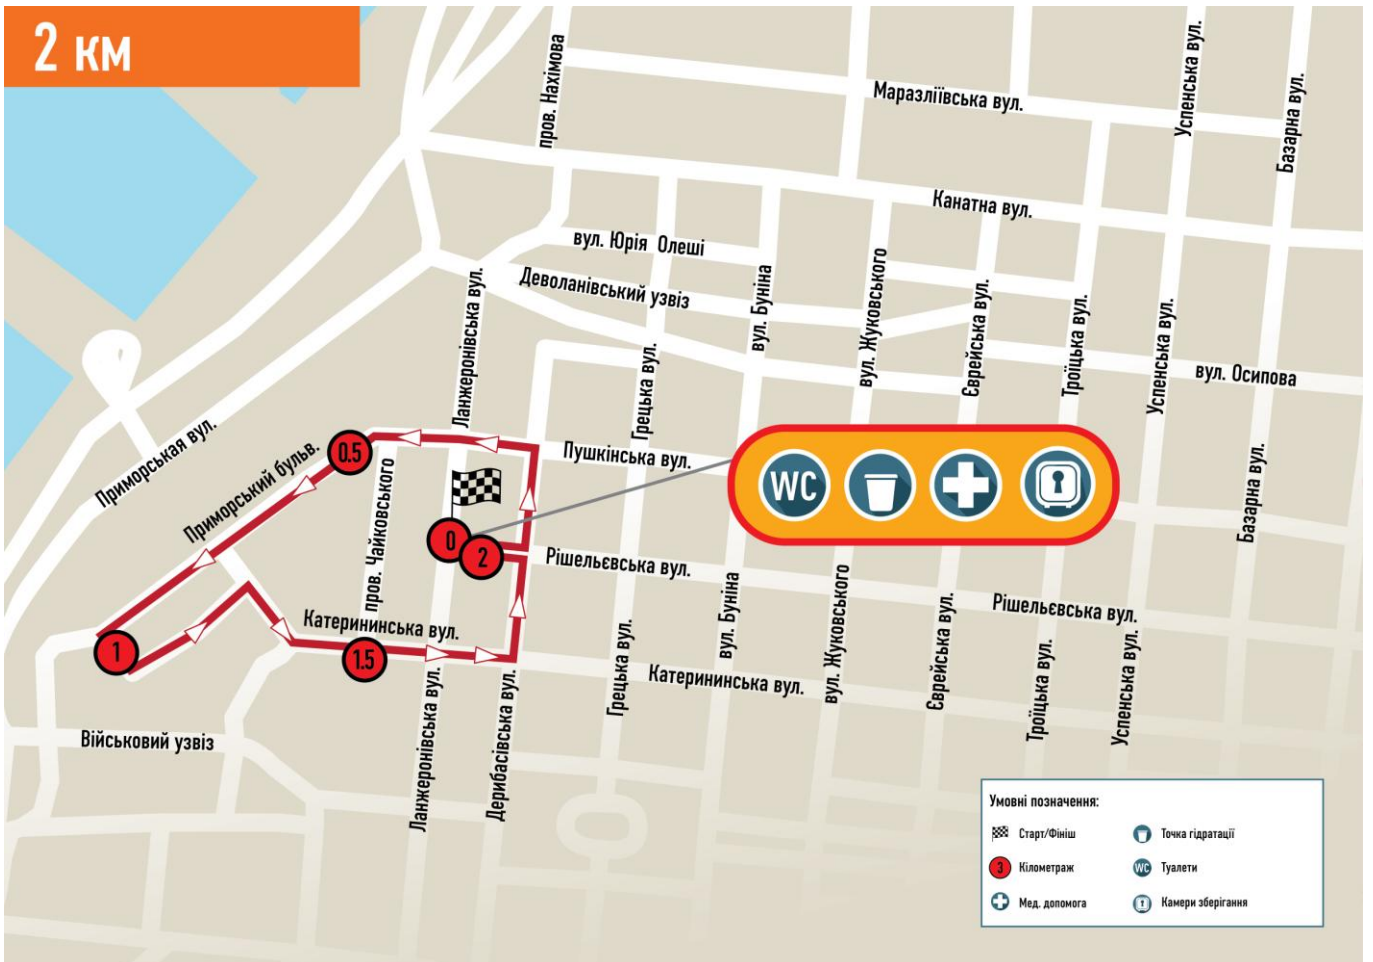 2 км
пров. Нахімова
Маразліївська вул.
Успенська вул.
Базарна вул.
Канатна вул.
вул. Юрія Олеші
Деволанівський узвіз
Ланжеронівська вул.
вул. Буніна
вул. Жуковського
Єврейська вул.
Троїцька вул.
Успенська вул.
вул. Осипова
Грецька вул.
Приморськая вул.
Приморський бульв.
0.5
Пушкінська вул.
WC
Базарна вул.
пров. Чайковського
0
2
Рішельєвська вул.
Рішельєвська вул.
Катерининська вул.
1
1.5
Катерининська вул.
Грецька вул.
вул. Буніна
вул. Жуковського
Єврейська вул.
Троїцька вул.
Успенська вул.
Військовий узвіз
Ланжеронівська вул.
Дерибасівська вул.
Умовні позначення:
Старт/Фініш
Точка гідратації
3 Кілометраж
WC Туалети
Мед. допомога
Камери зберігання